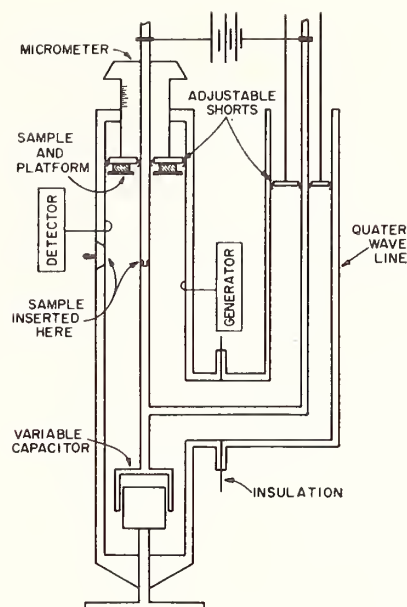 MICROMETER
SAMPLE
AND
PLATFORM
ADJUSTABLE
SHORTS
DETECTOR
QUATER
WAVE
LINE
GENERATOR
SAMPLE
INSERTED
HERE
VARIABLE
CAPACITOR
INSULATION